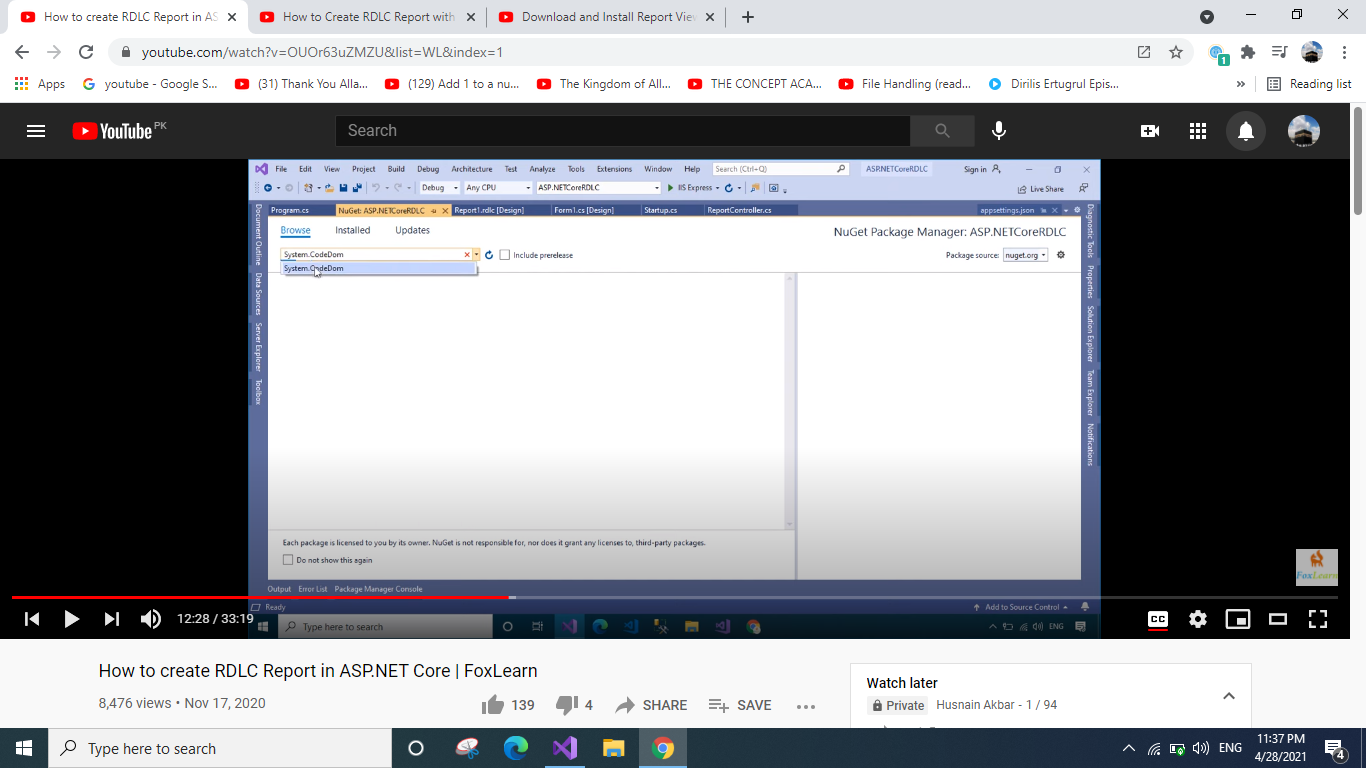 How to create RDLC Report in AS
How to Create RDLC Report with
Download and Install Report Viev
youtube.com/watch?v=OUOr63uZMZU&list=WL&index=1
1
Apps
youtube - Google S...
(31) Thank You Alla...
(129) Add 1 to a nu...
The Kingdom of All...
THE CONCEPT ACA...
File Handling (read...
Dirilis Ertugrul Epis...
»
Reading list
YouTube PK
Search
File Edit View Project Build Debug Architecture Test Analyze Tools Extensions Window Help Search (Ctrl+Q) ASP.NETCoreRDLC Sign in
Debug Any CPU ASP.NETCoreRDLC IIS Express Live Share
Program.cs NuGet: ASP.NETCoreRDLC Report1.rdlc [Design] Form1.cs [Design] Startup.cs ReportController.cs appsettings.json
Document Outline
Data Sources
Server Explorer
Toolbox
Browse Installed Updates NuGet Package Manager: ASP.NETCoreRDLC
System.CodeDom Include prerelease Package source: nuget.org
System.CodeDom
Diagnostic Tools
Properties
Solution Explorer
Team Explorer
Notifications
Each package is licensed to you by its owner. NuGet is not responsible for, nor does it grant any licenses to, third-party packages.
Do not show this again
FoxLearn
Output Error List Package Manager Console
Ready Add to Source Control
Type here to search ENG
12:28 / 33:19
CC
How to create RDLC Report in ASP.NET Core | FoxLearn
8,476 views • Nov 17, 2020
139 4 SHARE SAVE
Watch later
Private Husnain Akbar - 1 / 94
Type here to search
ENG
11:37 PM
4/28/2021
4